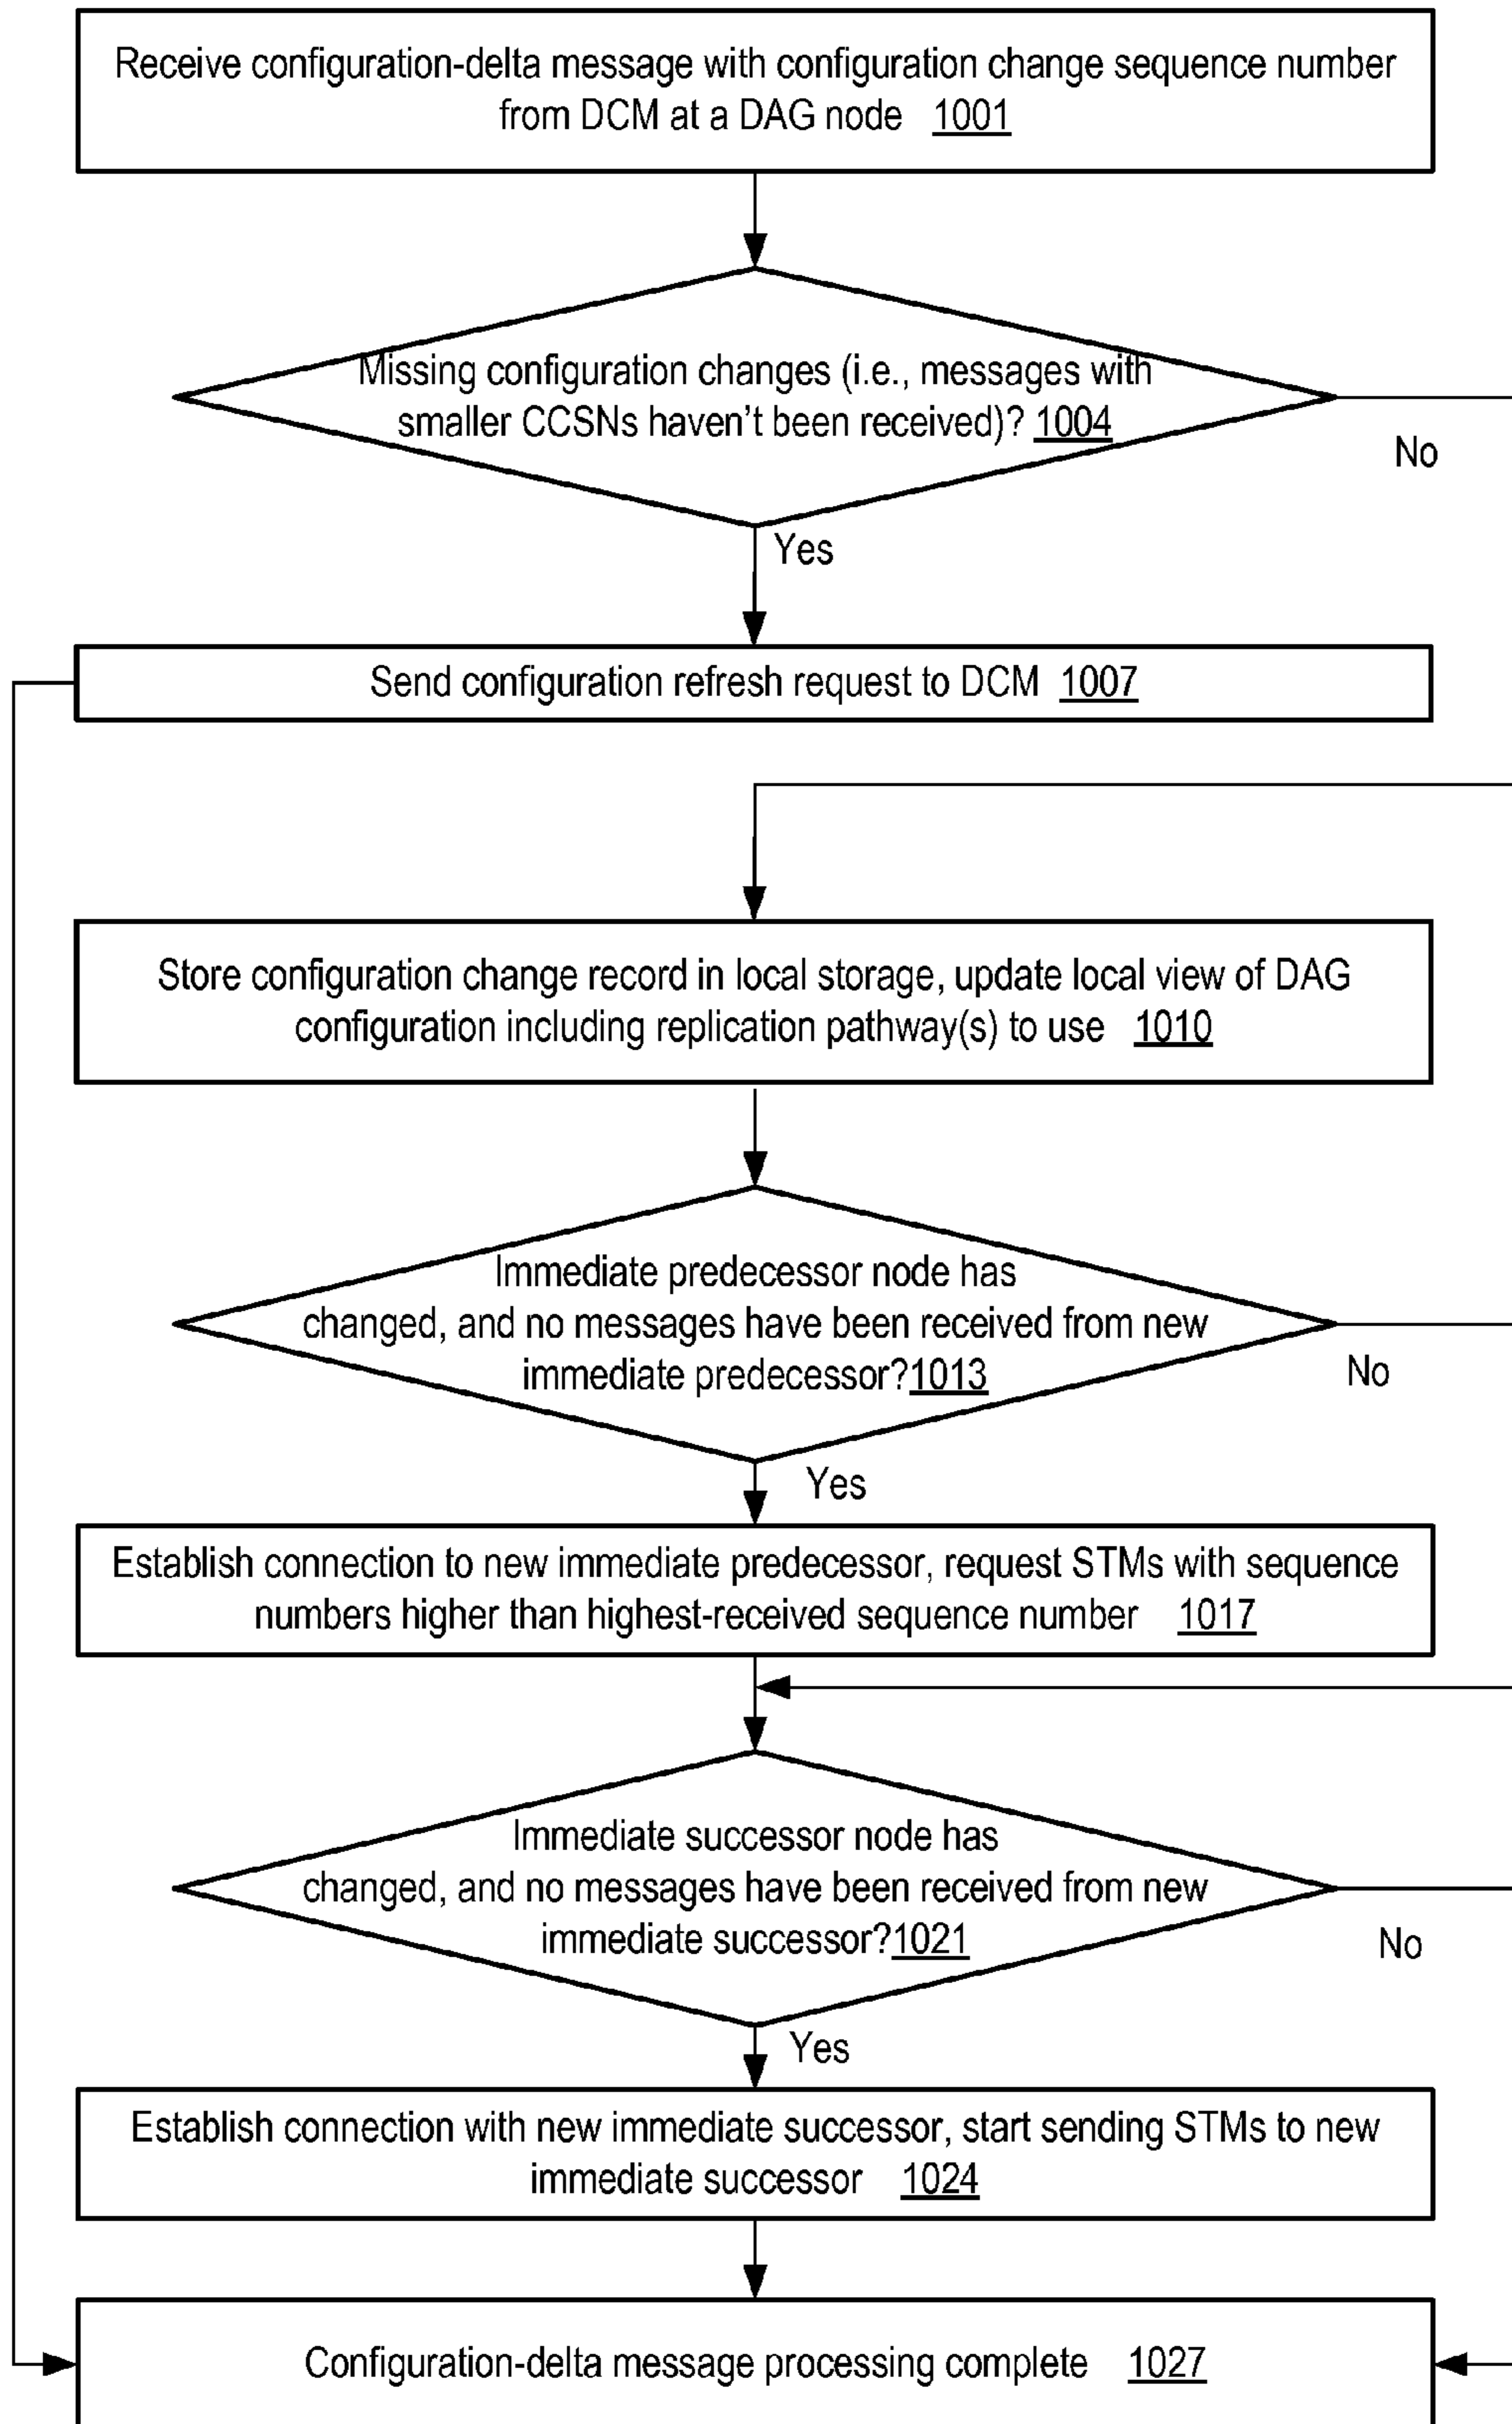 Receive configuration-delta message with configuration change sequence number
from DCM at a DAG node 1001
Missing configuration changes (i.e., messages with
smaller CCSNs haven't been received)? 1004
No
Yes
Send configuration refresh request to DCM 1007
Store configuration change record in local storage, update local view of DAG
configuration including replication pathway(s) to use 1010
Immediate predecessor node has
changed, and no messages have been received from new
immediate predecessor?1013
No
Yes
Establish connection to new immediate predecessor, request STMs with sequence
numbers higher than highest-received sequence number 1017
Immediate successor node has
changed, and no messages have been received from new
immediate successor?1021
No
Yes
Establish connection with new immediate successor, start sending STMs to new
immediate successor 1024
Configuration-delta message processing complete 1027